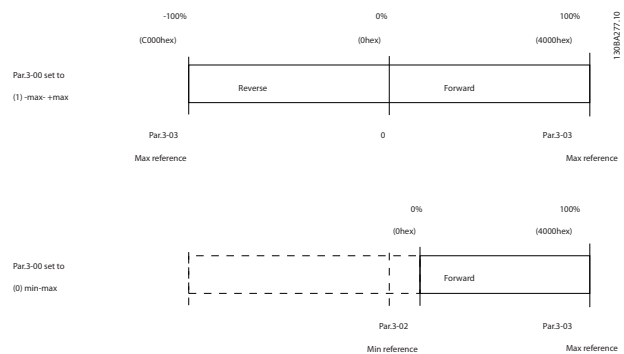 -100% 0% 100%
(C000hex) (0hex) (4000hex)
130BA277.10
Par.3-00 set to
(1) -max- +max
Reverse Forward
Par.3-03 0 Par.3-03
Max reference Max reference
0% 100%
(0hex) (4000hex)
Par.3-00 set to
(0) min-max
Forward
Par.3-02 Par.3-03
Min reference Max reference